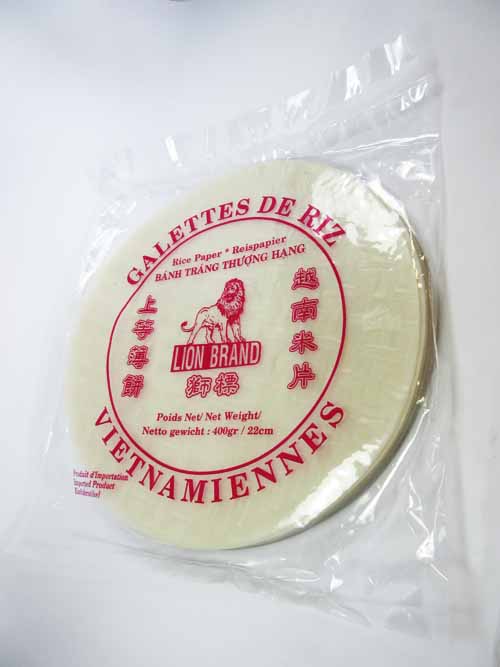 GALETTES DE RIZ
Rice Paper * Reispapier
BÁNH TRÁNG THƯỢNG HẠNG
上等薄餅
越南米片
LION BRAND
獅標
Poids Net/ Net Weight/
Netto gewicht : 400gr / 22cm
VIETNAMIENNES
Produit d'Importation
Imported Product